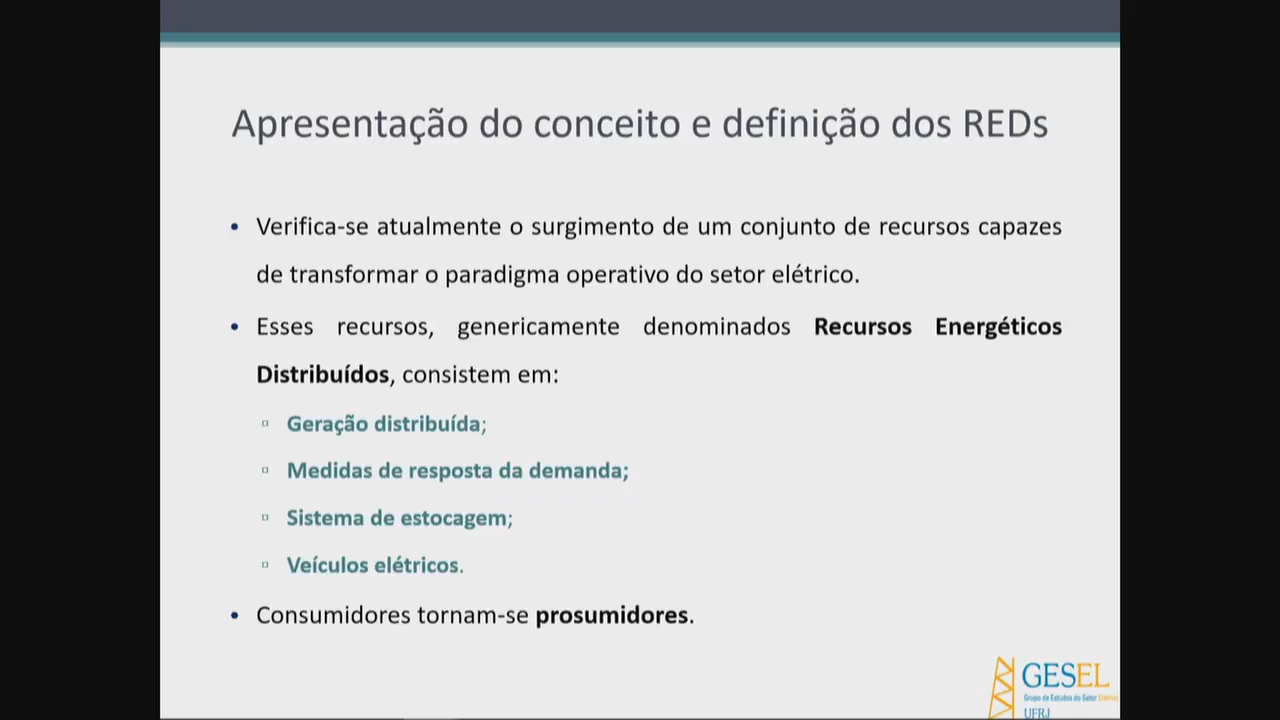 Apresentação do conceito e definição dos REDs
• Verifica-se atualmente o surgimento de um conjunto de recursos capazes
de transformar o paradigma operativo do setor elétrico.
• Esses recursos, genericamente denominados Recursos Energéticos
Distribuídos, consistem em:
▫ Geração distribuída;
▫ Medidas de resposta da demanda;
▫ Sistema de estocagem;
▫ Veículos elétricos.
• Consumidores tornam-se prosumidores.
GESEL
Grupo de Estudos do Setor Elétrico
UFRJ